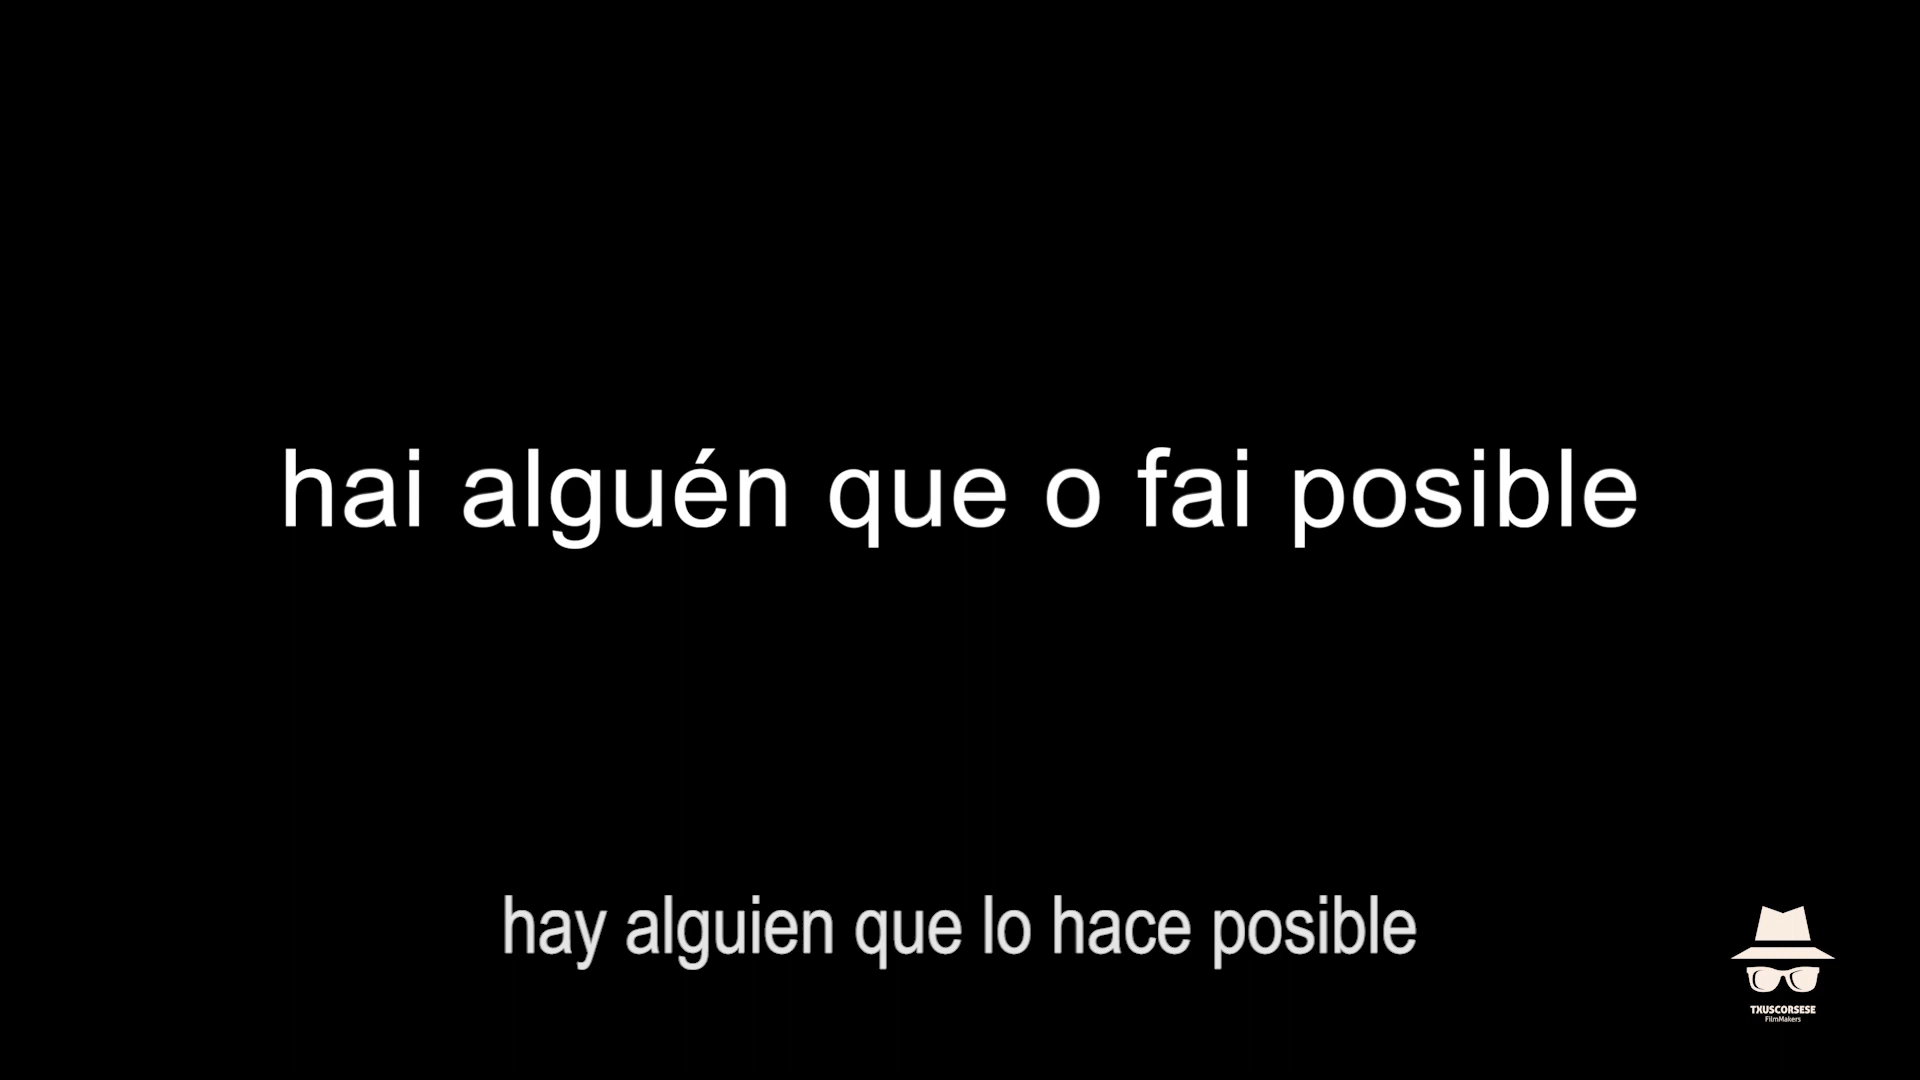 hai alguén que o fai posible
hay alguien que lo hace posible
TXUSCORSESE
FilmMakers